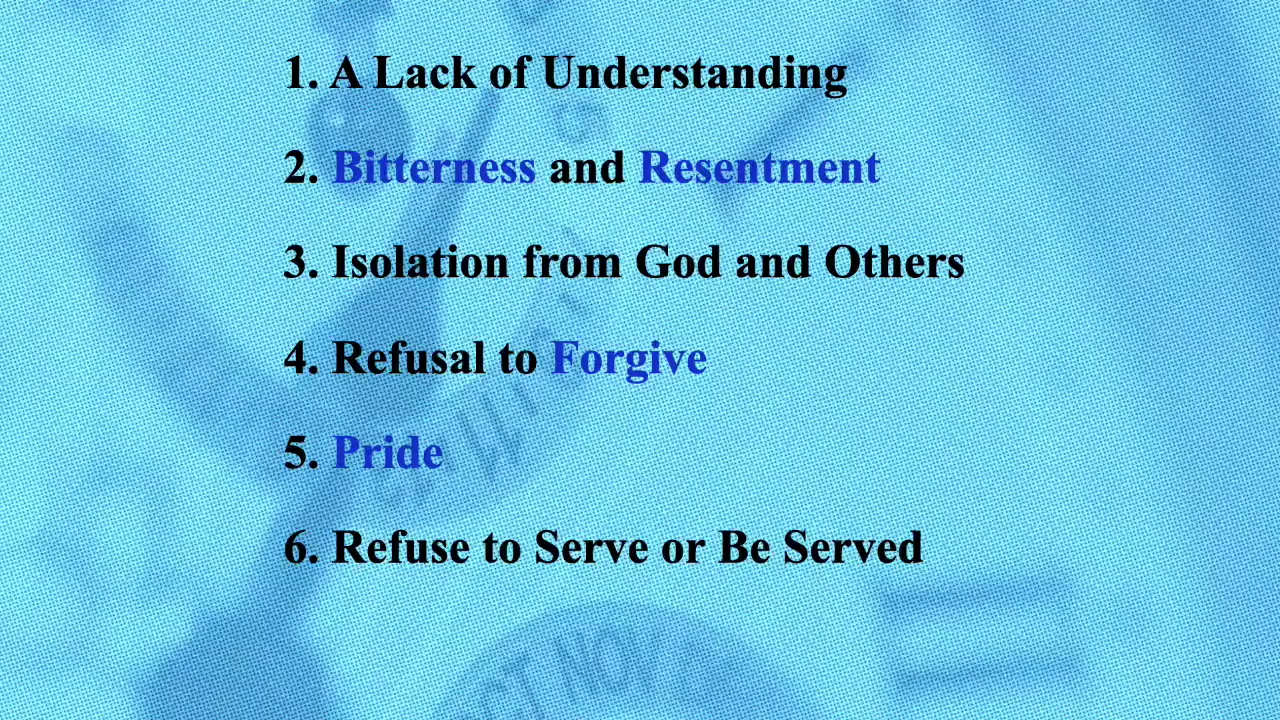 1. A Lack of Understanding
2. Bitterness and Resentment
3. Isolation from God and Others
4. Refusal to Forgive
5. Pride
6. Refuse to Serve or Be Served